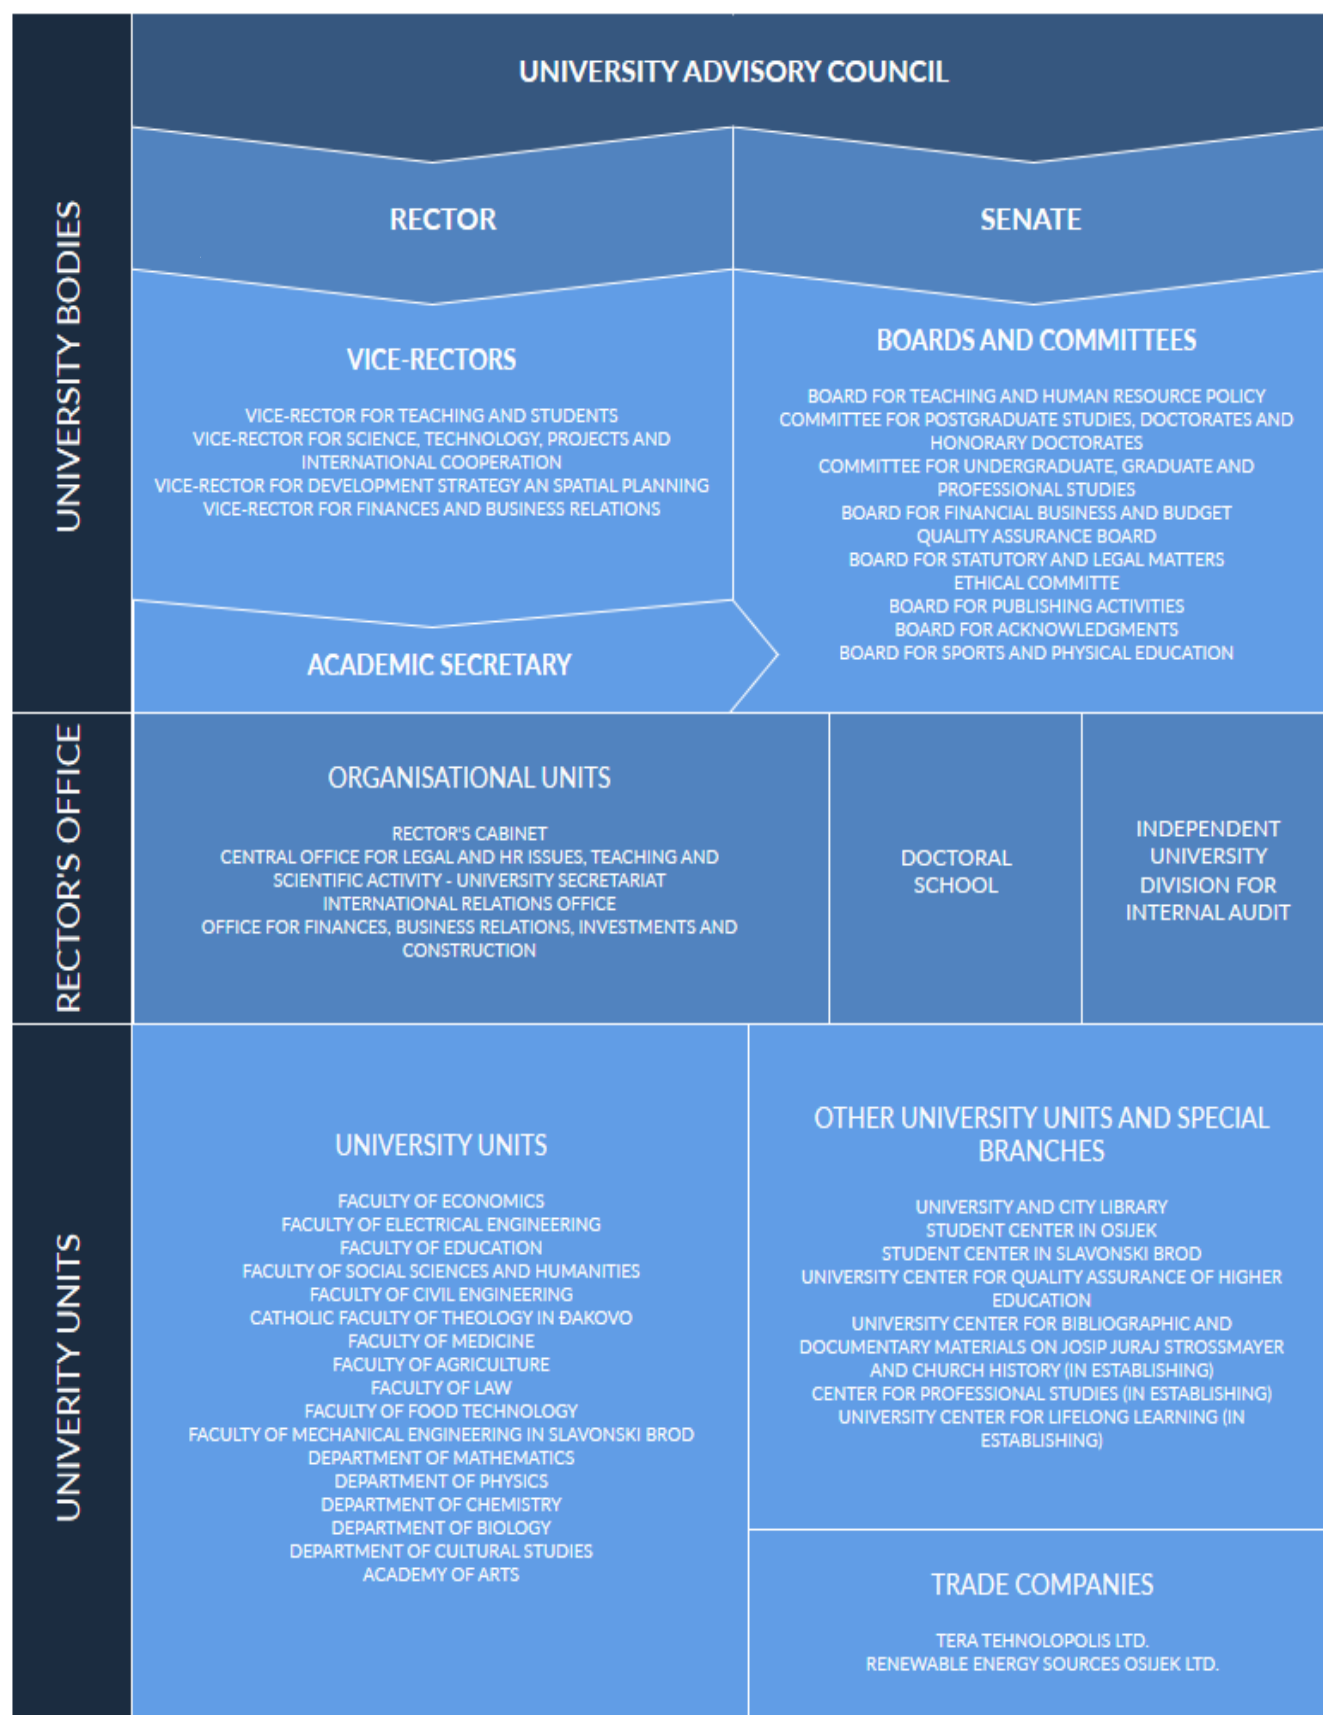 UNIVERSITY BODIES
UNIVERSITY ADVISORY COUNCIL
RECTOR
SENATE
VICE-RECTORS
VICE-RECTOR FOR TEACHING AND STUDENTS
VICE-RECTOR FOR SCIENCE, TECHNOLOGY, PROJECTS AND
INTERNATIONAL COOPERATION
VICE-RECTOR FOR DEVELOPMENT STRATEGY AN SPATIAL PLANNING
VICE-RECTOR FOR FINANCES AND BUSINESS RELATIONS
BOARDS AND COMMITTEES
BOARD FOR TEACHING AND HUMAN RESOURCE POLICY
COMMITTEE FOR POSTGRADUATE STUDIES, DOCTORATES AND
HONORARY DOCTORATES
COMMITTEE FOR UNDERGRADUATE, GRADUATE AND
PROFESSIONAL STUDIES
BOARD FOR FINANCIAL BUSINESS AND BUDGET
QUALITY ASSURANCE BOARD
BOARD FOR STATUTORY AND LEGAL MATTERS
ETHICAL COMMITTE
BOARD FOR PUBLISHING ACTIVITIES
BOARD FOR ACKNOWLEDGMENTS
BOARD FOR SPORTS AND PHYSICAL EDUCATION
ACADEMIC SECRETARY
RECTOR'S OFFICE
ORGANISATIONAL UNITS
RECTOR'S CABINET
CENTRAL OFFICE FOR LEGAL AND HR ISSUES, TEACHING AND
SCIENTIFIC ACTIVITY - UNIVERSITY SECRETARIAT
INTERNATIONAL RELATIONS OFFICE
OFFICE FOR FINANCES, BUSINESS RELATIONS, INVESTMENTS AND
CONSTRUCTION
DOCTORAL
SCHOOL
INDEPENDENT
UNIVERSITY
DIVISION FOR
INTERNAL AUDIT
UNIVERITY UNITS
UNIVERSITY UNITS
FACULTY OF ECONOMICS
FACULTY OF ELECTRICAL ENGINEERING
FACULTY OF EDUCATION
FACULTY OF SOCIAL SCIENCES AND HUMANITIES
FACULTY OF CIVIL ENGINEERING
CATHOLIC FACULTY OF THEOLOGY IN ĐAKOVO
FACULTY OF MEDICINE
FACULTY OF AGRICULTURE
FACULTY OF LAW
FACULTY OF FOOD TECHNOLOGY
FACULTY OF MECHANICAL ENGINEERING IN SLAVONSKI BROD
DEPARTMENT OF MATHEMATICS
DEPARTMENT OF PHYSICS
DEPARTMENT OF CHEMISTRY
DEPARTMENT OF BIOLOGY
DEPARTMENT OF CULTURAL STUDIES
ACADEMY OF ARTS
OTHER UNIVERSITY UNITS AND SPECIAL
BRANCHES
UNIVERSITY AND CITY LIBRARY
STUDENT CENTER IN OSIJEK
STUDENT CENTER IN SLAVONSKI BROD
UNIVERSITY CENTER FOR QUALITY ASSURANCE OF HIGHER
EDUCATION
UNIVERSITY CENTER FOR BIBLIOGRAPHIC AND
DOCUMENTARY MATERIALS ON JOSIP JURAJ STROSSMAYER
AND CHURCH HISTORY (IN ESTABLISHING)
CENTER FOR PROFESSIONAL STUDIES (IN ESTABLISHING)
UNIVERSITY CENTER FOR LIFELONG LEARNING (IN
ESTABLISHING)
TRADE COMPANIES
TERA TEHNOLOPOLIS LTD.
RENEWABLE ENERGY SOURCES OSIJEK LTD.